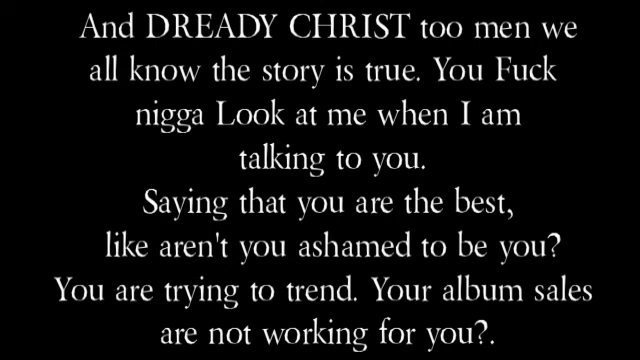 And DREADY CHRIST too men we
all know the story is true. You Fuck
nigga Look at me when I am
talking to you.
Saying that you are the best,
like aren't you ashamed to be you?
You are trying to trend. Your album sales
are not working for you?.